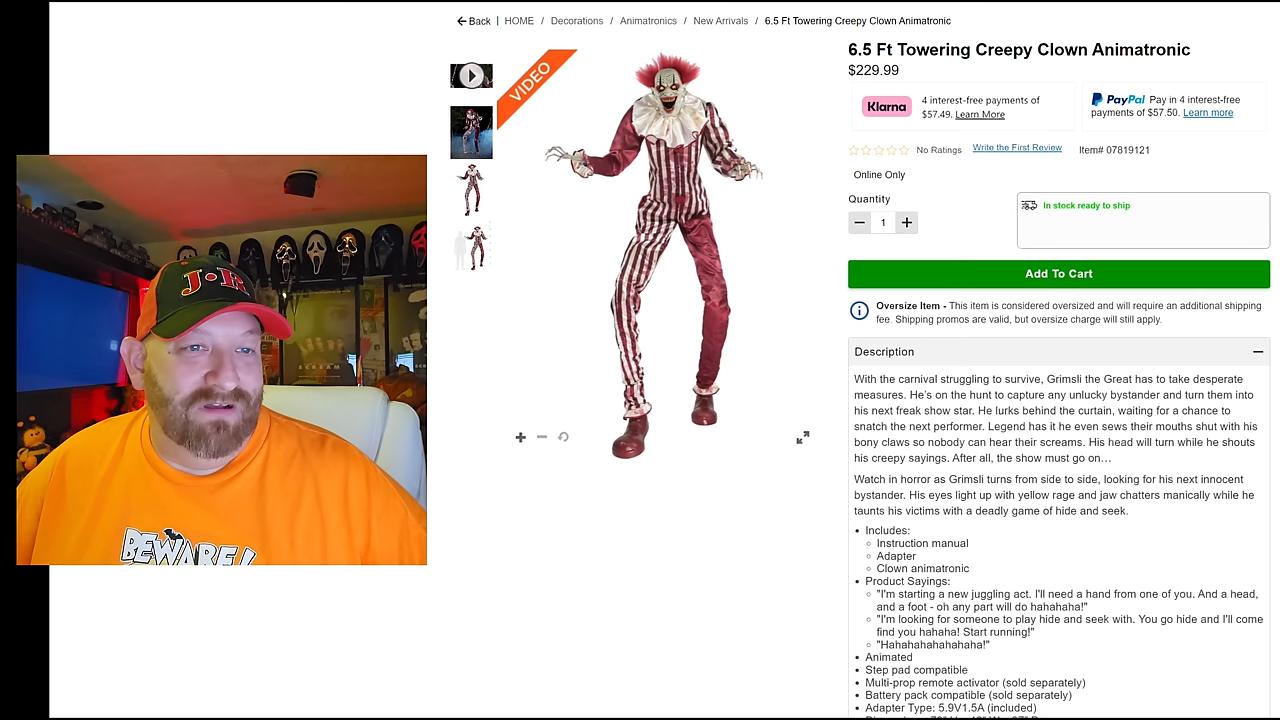 Back | HOME / Decorations / Animatronics / New Arrivals / 6.5 Ft Towering Creepy Clown Animatronic
VIDEO
6.5 Ft Towering Creepy Clown Animatronic
$229.99
Klarna
4 interest-free payments of
$57.49. Learn More
PayPal Pay in 4 interest-free
payments of $57.50. Learn more
No Ratings
Write the First Review
Item# 07819121
Online Only
Quantity
1
In stock ready to ship
Add To Cart
Oversize Item - This item is considered oversized and will require an additional shipping
fee. Shipping promos are valid, but oversize charge will still apply.
Description
With the carnival struggling to survive, Grimsli the Great has to take desperate
measures. He's on the hunt to capture any unlucky bystander and turn them into
his next freak show star. He lurks behind the curtain, waiting for a chance to
snatch the next performer. Legend has it he even sews their mouths shut with his
bony claws so nobody can hear their screams. His head will turn while he shouts
his creepy sayings. After all, the show must go on…
Watch in horror as Grimsli turns from side to side, looking for his next innocent
bystander. His eyes light up with yellow rage and jaw chatters manically while he
taunts his victims with a deadly game of hide and seek.
Includes:
Instruction manual
Adapter
Clown animatronic
Product Sayings:
"I'm starting a new juggling act. I'll need a hand from one of you. And a head,
and a foot - oh any part will do hahahaha!"
"I'm looking for someone to play hide and seek with. You go hide and I'll come
find you hahaha! Start running!"
"Hahahahahahahaha!"
Animated
Step pad compatible
Multi-prop remote activator (sold separately)
Battery pack compatible (sold separately)
Adapter Type: 5.9V1.5A (included)
J·R
SCREAM
BEWARE!